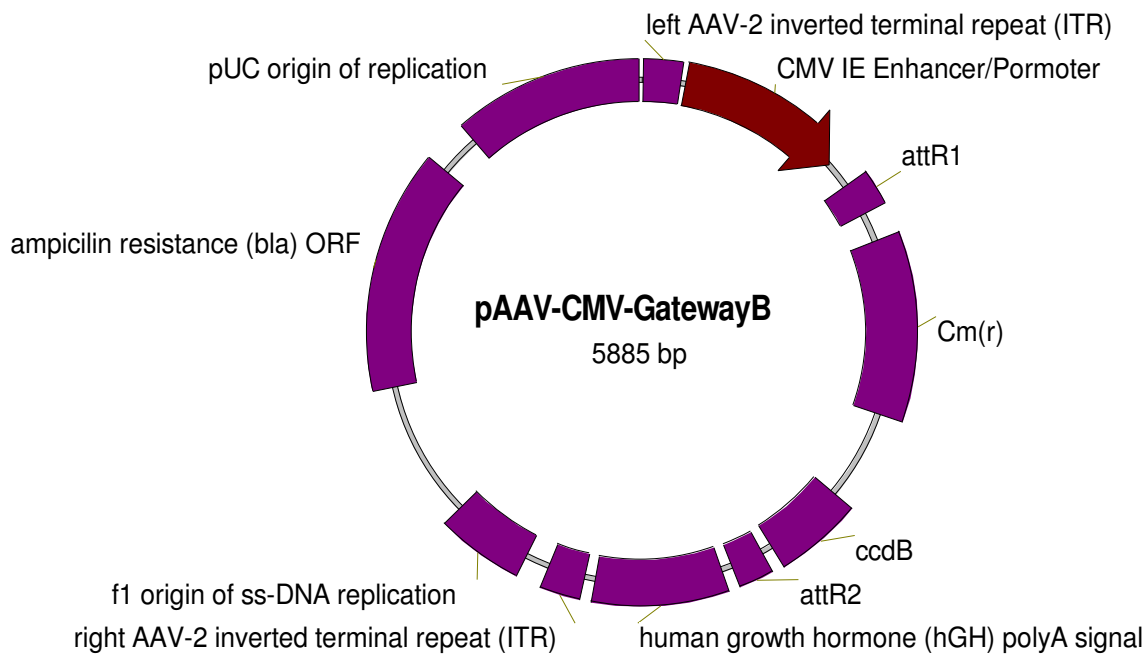 left AAV-2 inverted terminal repeat (ITR)
pUC origin of replication
CMV IE Enhancer/Pormoter
attR1
ampicilin resistance (bla) ORF
pAAV-CMV-GatewayB
5885 bp
Cm(r)
ccdB
attR2
f1 origin of ss-DNA replication
right AAV-2 inverted terminal repeat (ITR)
human growth hormone (hGH) polyA signal